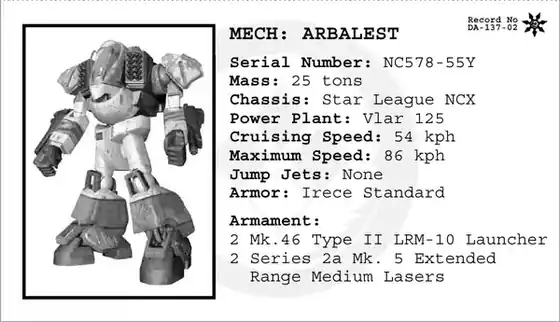 Record No
DA-137-02
MECH: ARBALEST
Serial Number: NC578-55Y
Mass: 25 tons
Chassis: Star League NCX
Power Plant: Vlar 125
Cruising Speed: 54 kph
Maximum Speed: 86 kph
Jump Jets: None
Armor: Irece Standard
Armament:
2 Mk.46 Type II LRM-10 Launcher
2 Series 2a Mk. 5 Extended
Range Medium Lasers